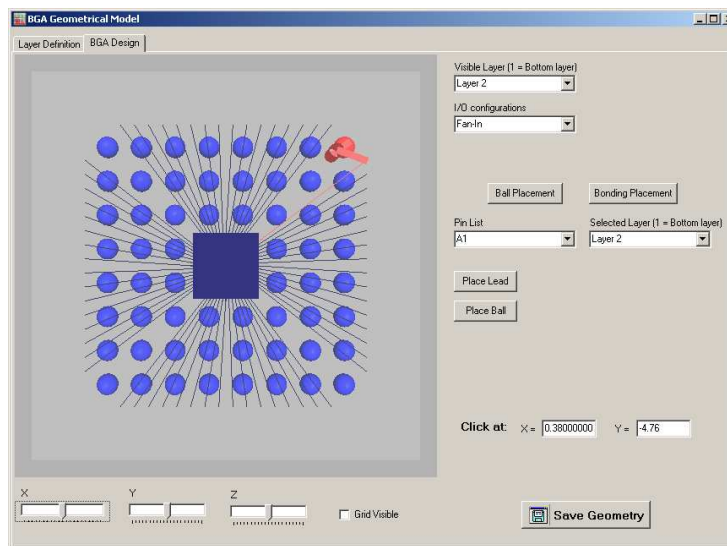 BGA Geometrical Model
Layer Definition
BGA Design
Visible Layer (1 = Bottom layer)
Layer 2
I/O configurations
Fan-In
Ball Placement
Bonding Placement
Pin List
Selected Layer (1 = Bottom layer)
A1
Layer 2
Place Lead
Place Ball
Click at: X = 0.38000000 Y = -4.76
X
Y
Z
Grid Visible
Save Geometry